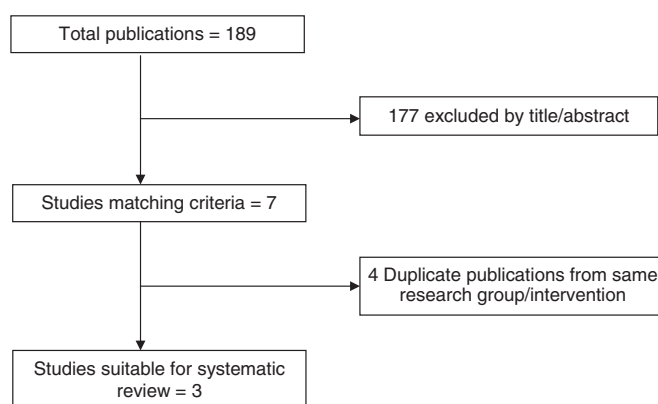 Total publications = 189
177 excluded by title/abstract
Studies matching criteria = 7
4 Duplicate publications from same
research group/intervention
Studies suitable for systematic
review = 3